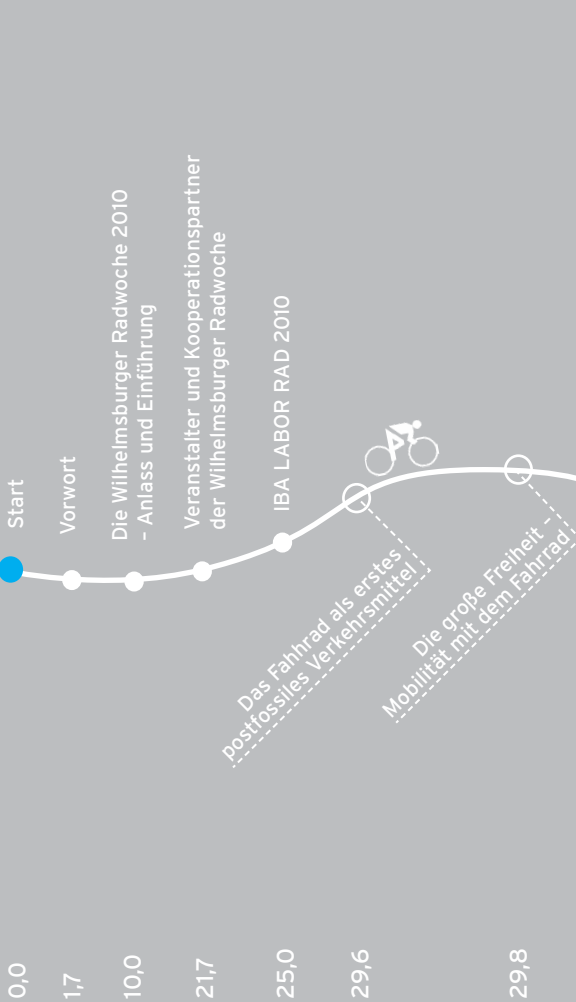 Start
Vorwort
Die Wilhelmsburger Radwoche 2010
– Anlass und Einführung
Veranstalter und Kooperationspartner
der Wilhelmsburger Radwoche
IBA LABOR RAD 2010
Das Fahhrad als erstes
postfossiles Verkehrsmittel
Die große Freiheit –
Mobilität mit dem Fahrrad
0,0
1,7
10,0
21,7
25,0
29,6
29,8